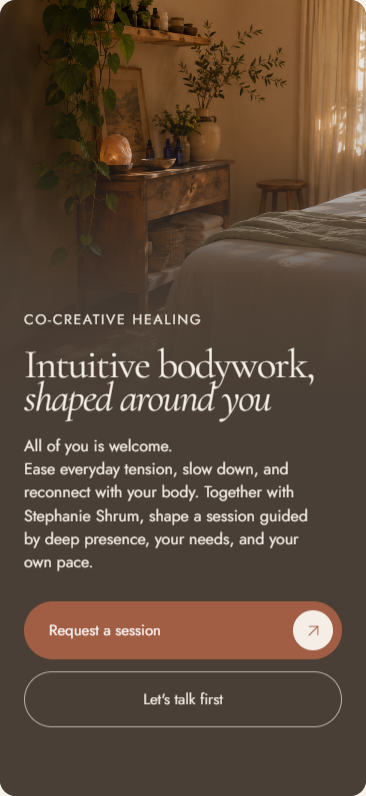 CO-CREATIVE HEALING
Intuitive bodywork,
shaped around you
All of you is welcome.
Ease everyday tension, slow down, and
reconnect with your body. Together with
Stephanie Shrum, shape a session guided
by deep presence, your needs, and your
own pace.
Request a session
Let's talk first